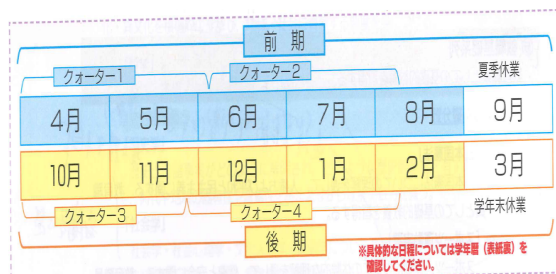 前 期
クォーター1 クォーター2 夏季休業
4月 5月 6月 7月 8月 9月
10月 11月 12月 1月 2月 3月
クォーター3 クォーター4 学年末休業
後 期
※具体的な日程については学年暦（表紙裏）を
確認してください。